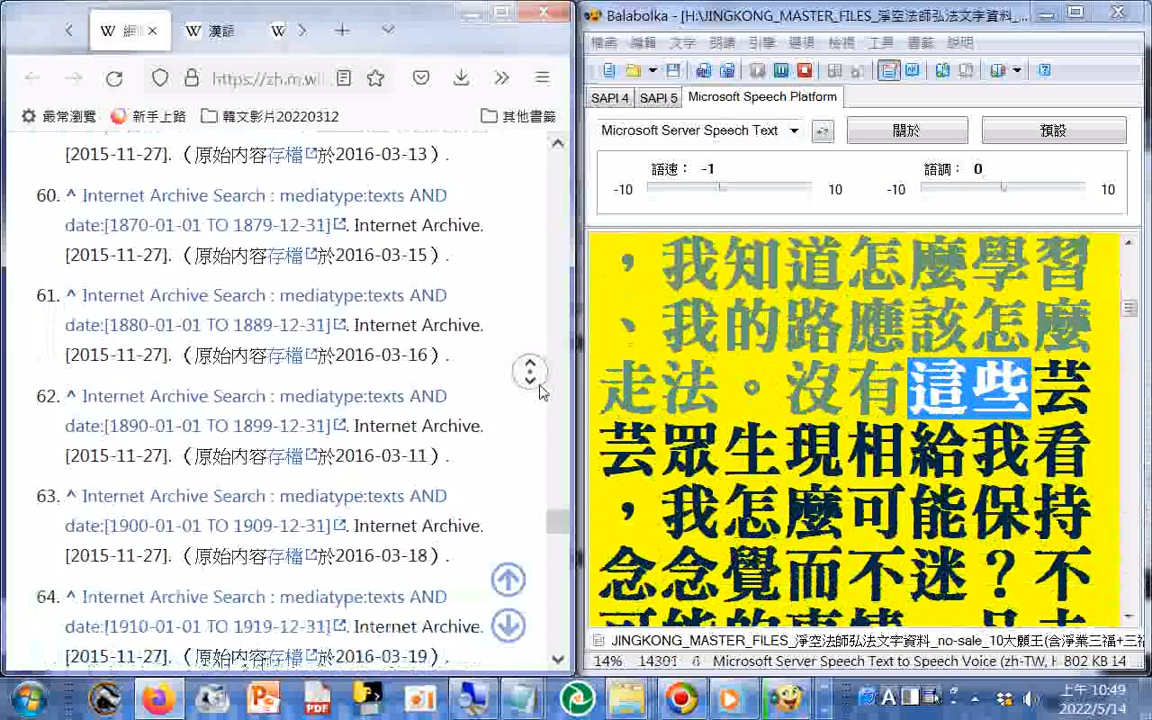 網
漢語
https://zh.m.wi
最常瀏覽
新手上路
韓文影片20220312
其他書籤
[2015-11-27]. (原始内容存檔於2016-03-13).
60. ^ Internet Archive Search : mediatype:texts AND
date:[1870-01-01 TO 1879-12-31]. Internet Archive.
[2015-11-27]. (原始内容存檔於2016-03-15).
61. ^ Internet Archive Search : mediatype:texts AND
date:[1880-01-01 TO 1889-12-31]. Internet Archive.
[2015-11-27]. (原始内容存檔於2016-03-16).
62. ^ Internet Archive Search : mediatype:texts AND
date:[1890-01-01 TO 1899-12-31]. Internet Archive.
[2015-11-27]. (原始内容存檔於2016-03-11).
63. ^ Internet Archive Search : mediatype:texts AND
date:[1900-01-01 TO 1909-12-31]. Internet Archive.
[2015-11-27]. (原始内容存檔於2016-03-18).
64. ^ Internet Archive Search : mediatype:texts AND
date:[1910-01-01 TO 1919-12-31]. Internet Archive.
[2015-11-27]. (原始内容存檔於2016-03-19).
Balabolka - [H:\JINGKONG_MASTER_FILES_淨空法師弘法文字資料_...
檔案 編輯 文字 朗讀 引擎 選項 檢視 工具 書籤 說明
SAPI 4 SAPI 5 Microsoft Speech Platform
Microsoft Server Speech Text
關於
預設
語速： -1
-10 10
語調： 0
-10 10
，我知道怎麼學習
、我的路應該怎麼
走法。沒有這些芸
芸眾生現相給我看
，我怎麼可能保持
念念覺而不迷？不
可能的事情
JINGKONG_MASTER_FILES_淨空法師弘法文字資料_no-sale_10大願王(含淨業三福+三福
14% 14301 Microsoft Server Speech Text to Speech Voice (zh-TW, H 802 KB 14
上午 10:49
2022/5/14